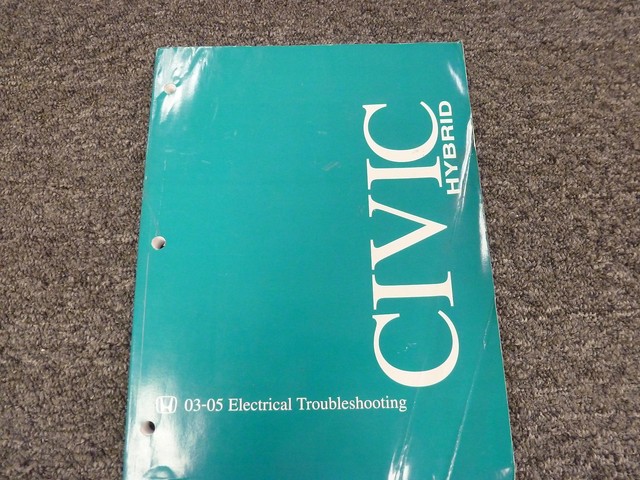 CIVIC
HYBRID
03-05 Electrical Troubleshooting